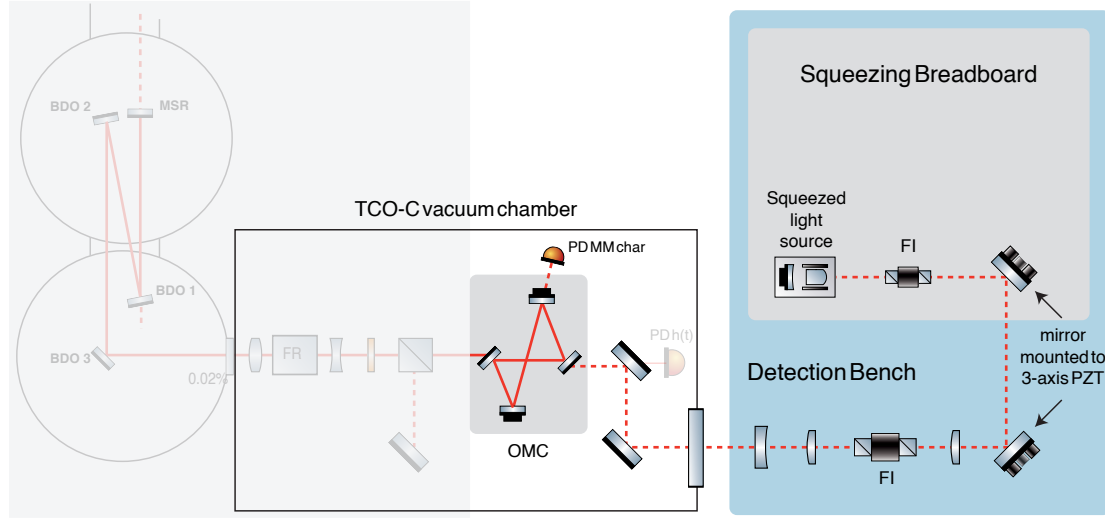 Squeezing Breadboard
BDO 2
MSR
Squeezed
light
source
FI
TCO-C vacuum chamber
PD MM char
BDO 1
BDO 3
0.02%
FR
PD h(t)
mirror
mounted to
3-axis PZT
Detection Bench
OMC
FI